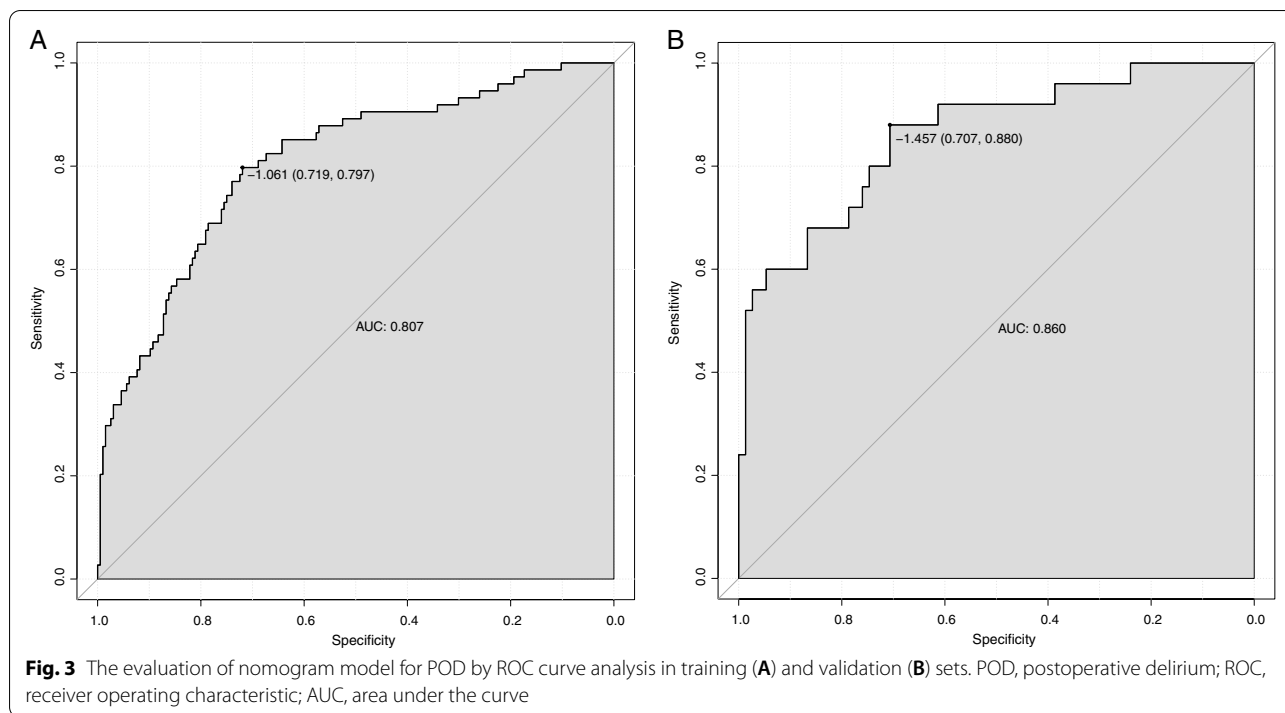 A
1.0
0.8
0.6
0.4
0.2
0.0
Sensitivity
−1.061 (0.719, 0.797)
AUC: 0.807
1.0 0.8 0.6 0.4 0.2 0.0
Specificity
B
1.0
0.8
0.6
0.4
0.2
0.0
Sensitivity
−1.457 (0.707, 0.880)
AUC: 0.860
1.0 0.8 0.6 0.4 0.2 0.0
Specificity
Fig. 3 The evaluation of nomogram model for POD by ROC curve analysis in training (A) and validation (B) sets. POD, postoperative delirium; ROC,
receiver operating characteristic; AUC, area under the curve